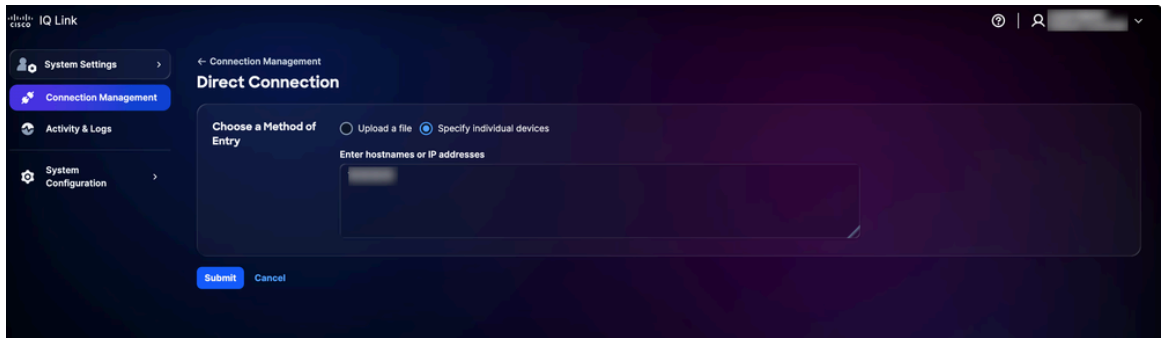 CISCO IQ Link
System Settings
← Connection Management
Direct Connection
Connection Management
Activity & Logs
System
Configuration
Choose a Method of
Entry
Upload a file
Specify individual devices
Enter hostnames or IP addresses
Submit
Cancel